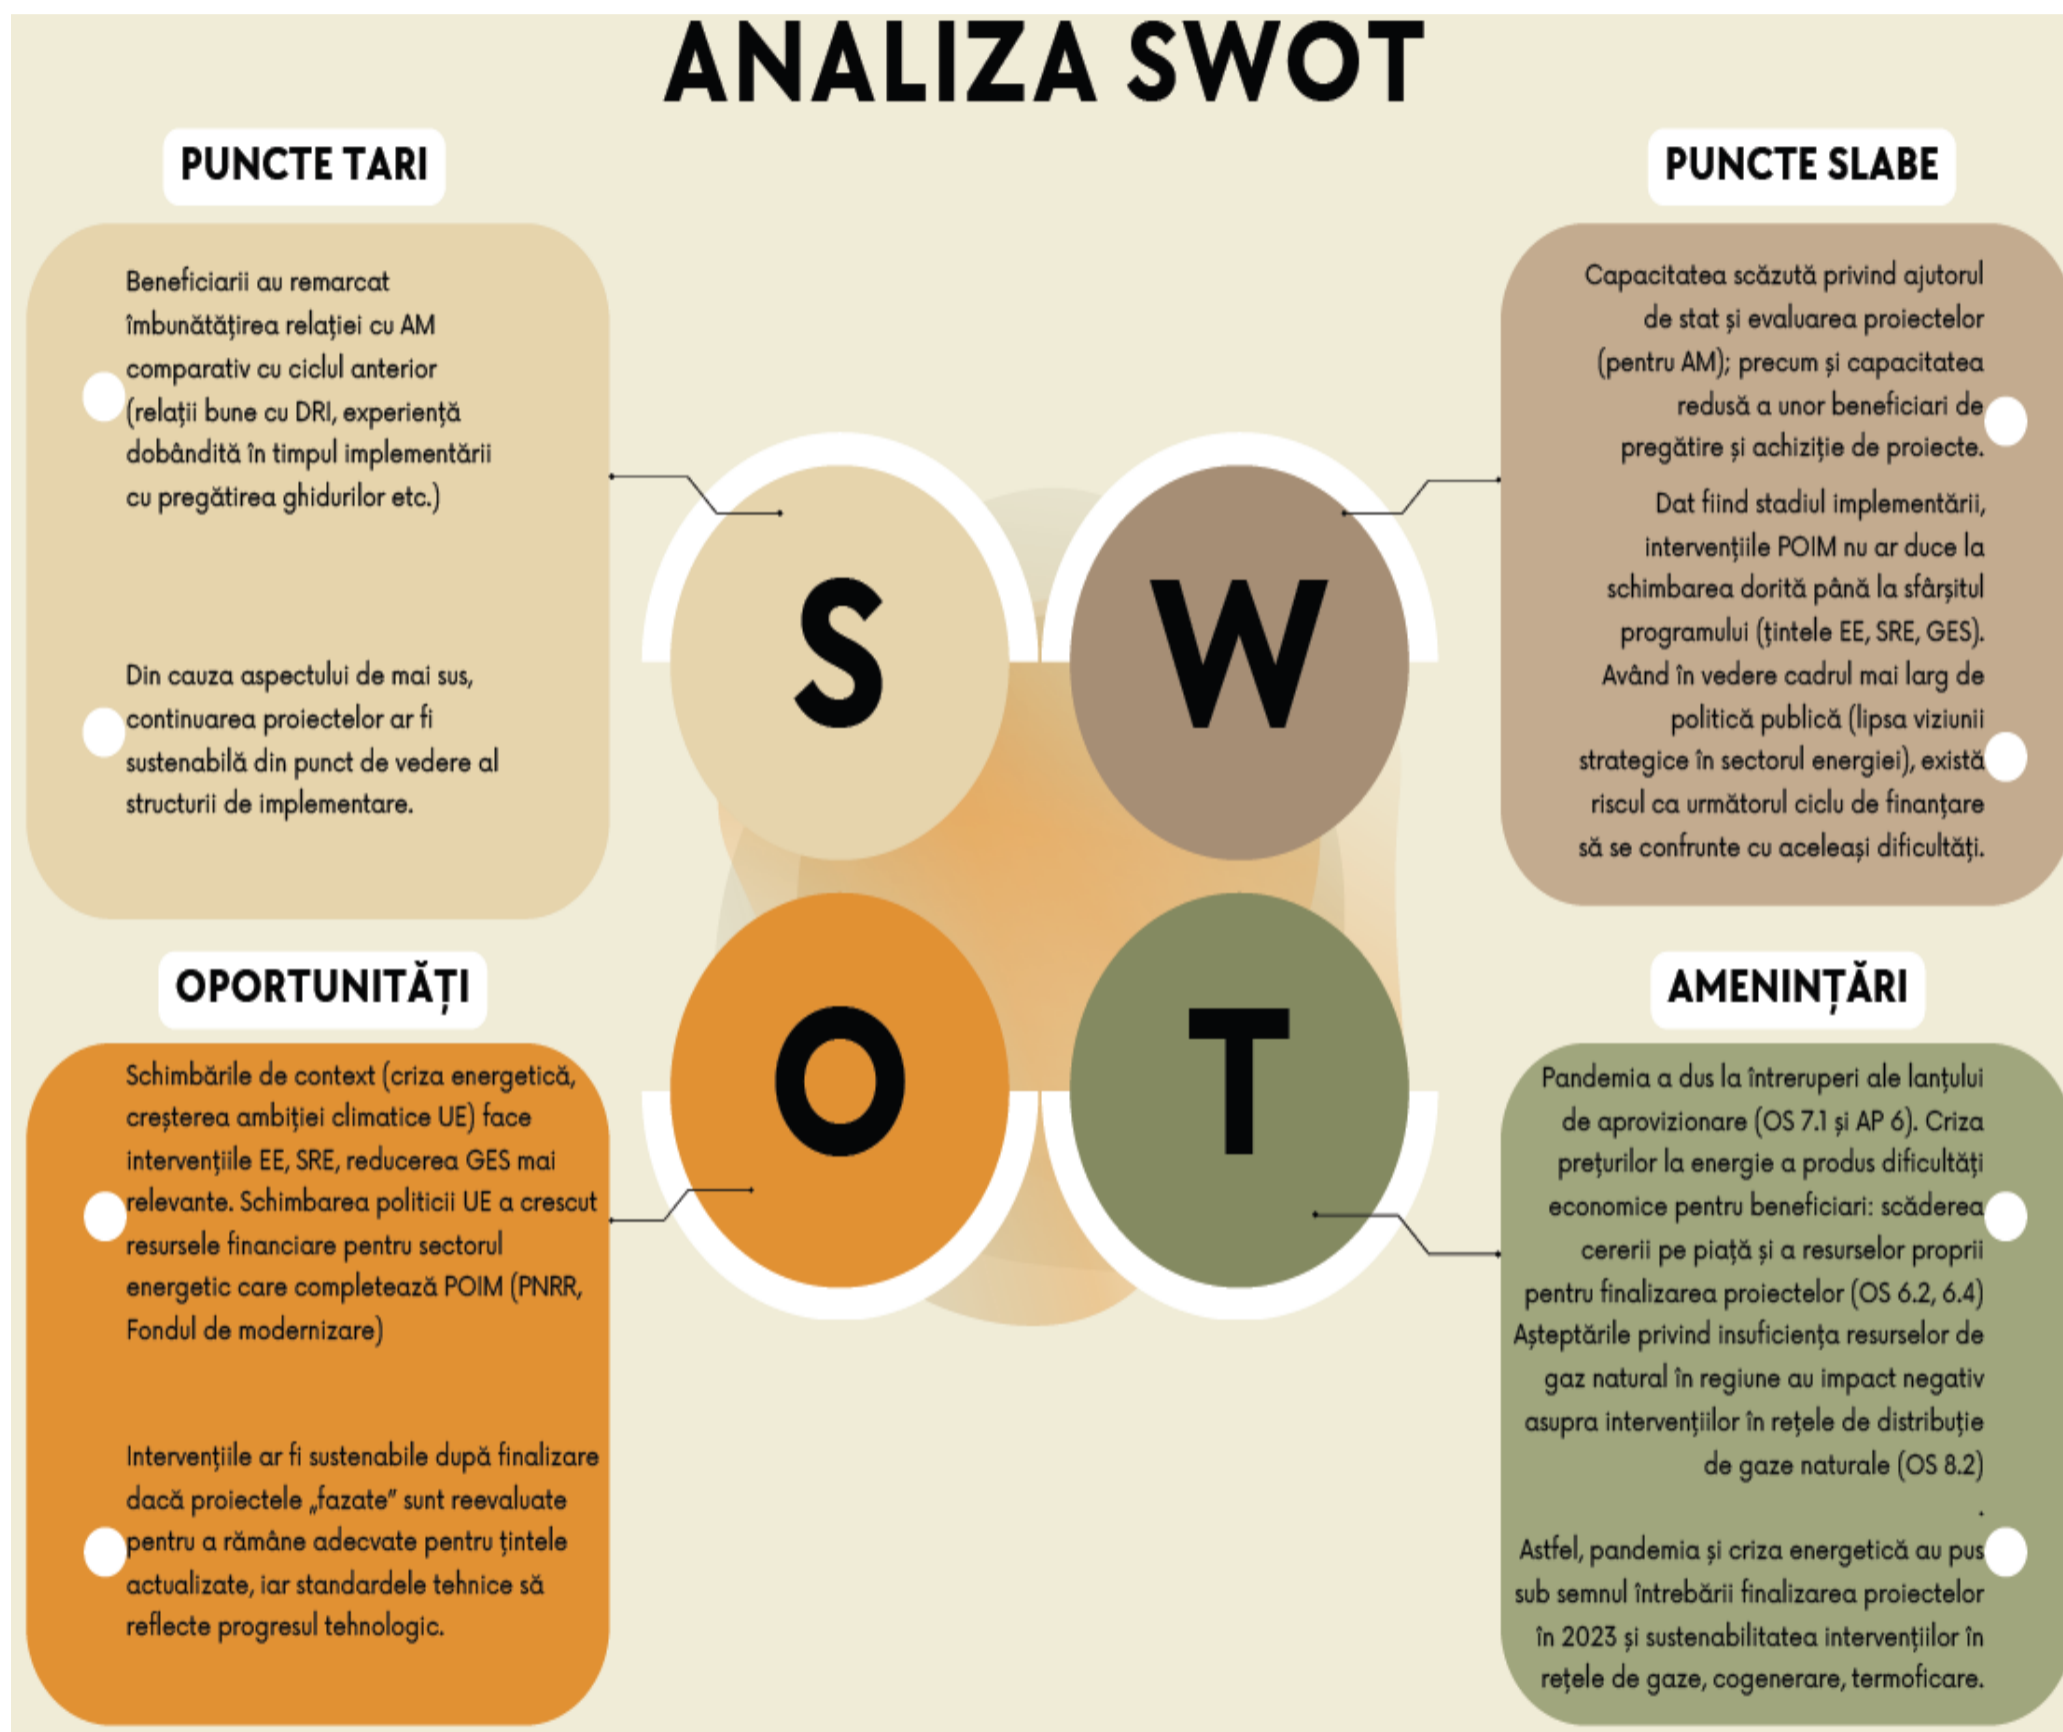 ANALIZA SWOT
PUNCTE TARI
Beneficiarii au remarcat
îmbunătățirea relației cu AM
comparativ cu ciclul anterior
(relații bune cu DRI, experiență
dobândită în timpul implementării
cu pregătirea ghidurilor etc.)
Din cauza aspectului de mai sus,
continuarea proiectelor ar fi
sustenabilă din punct de vedere al
structurii de implementare.
PUNCTE SLABE
Capacitatea scăzută privind ajutorul
de stat și evaluarea proiectelor
(pentru AM); precum și capacitatea
redusă a unor beneficiari de
pregătire și achiziție de proiecte.
Dat fiind stadiul implementării,
intervențiile POIM nu ar duce la
schimbarea dorită până la sfârșitul
programului (țintele EE, SRE, GES).
Având în vedere cadrul mai larg de
politică publică (lipsa viziunii
strategice în sectorul energiei), există
riscul ca următorul ciclu de finanțare
să se confrunte cu aceleași dificultăți.
S
W
O
T
OPORTUNITĂȚI
Schimbările de context (criza energetică,
creșterea ambiției climatice UE) face
intervențiile EE, SRE, reducerea GES mai
relevante. Schimbarea politicii UE a crescut
resursele financiare pentru sectorul
energetic care completează POIM (PNRR,
Fondul de modernizare)
Intervențiile ar fi sustenabile după finalizare
dacă proiectele „fazate” sunt reevaluate
pentru a rămâne adecvate pentru țintele
actualizate, iar standardele tehnice să
reflecte progresul tehnologic.
AMENINȚĂRI
Pandemia a dus la întreruperi ale lanțului
de aprovizionare (OS 7.1 și AP 6). Criza
prețurilor la energie a produs dificultăți
economice pentru beneficiari: scăderea
cererii pe piață și a resurselor proprii
pentru finalizarea proiectelor (OS 6.2, 6.4)
Așteptările privind insuficiența resurselor de
gaz natural în regiune au impact negativ
asupra intervențiilor în rețele de distribuție
de gaze naturale (OS 8.2)
.
Astfel, pandemia și criza energetică au pus
sub semnul întrebării finalizarea proiectelor
în 2023 și sustenabilitatea intervențiilor în
rețele de gaze, cogenerare, termoficare.